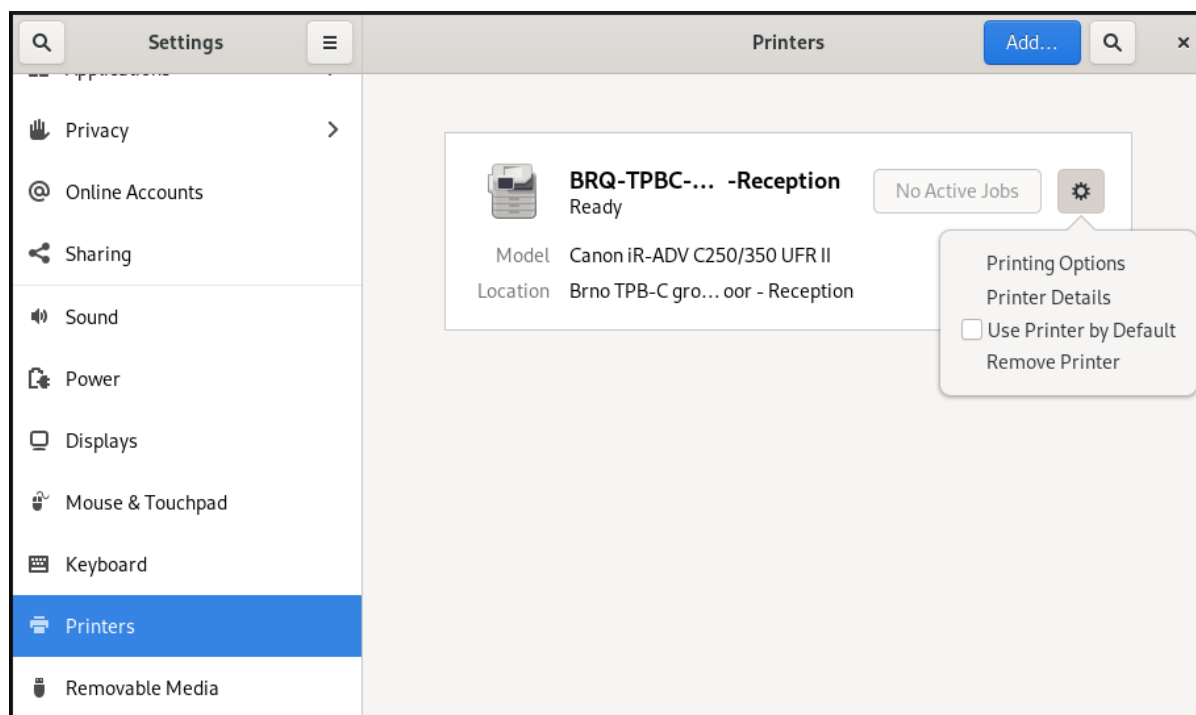 Settings
Printers
Add...
Privacy
Online Accounts
Sharing
Sound
Power
Displays
Mouse & Touchpad
Keyboard
Printers
Removable Media
BRQ-TPBC-... -Reception
Ready
No Active Jobs
Model Canon iR-ADV C250/350 UFR II
Location Brno TPB-C gro... oor - Reception
Printing Options
Printer Details
Use Printer by Default
Remove Printer